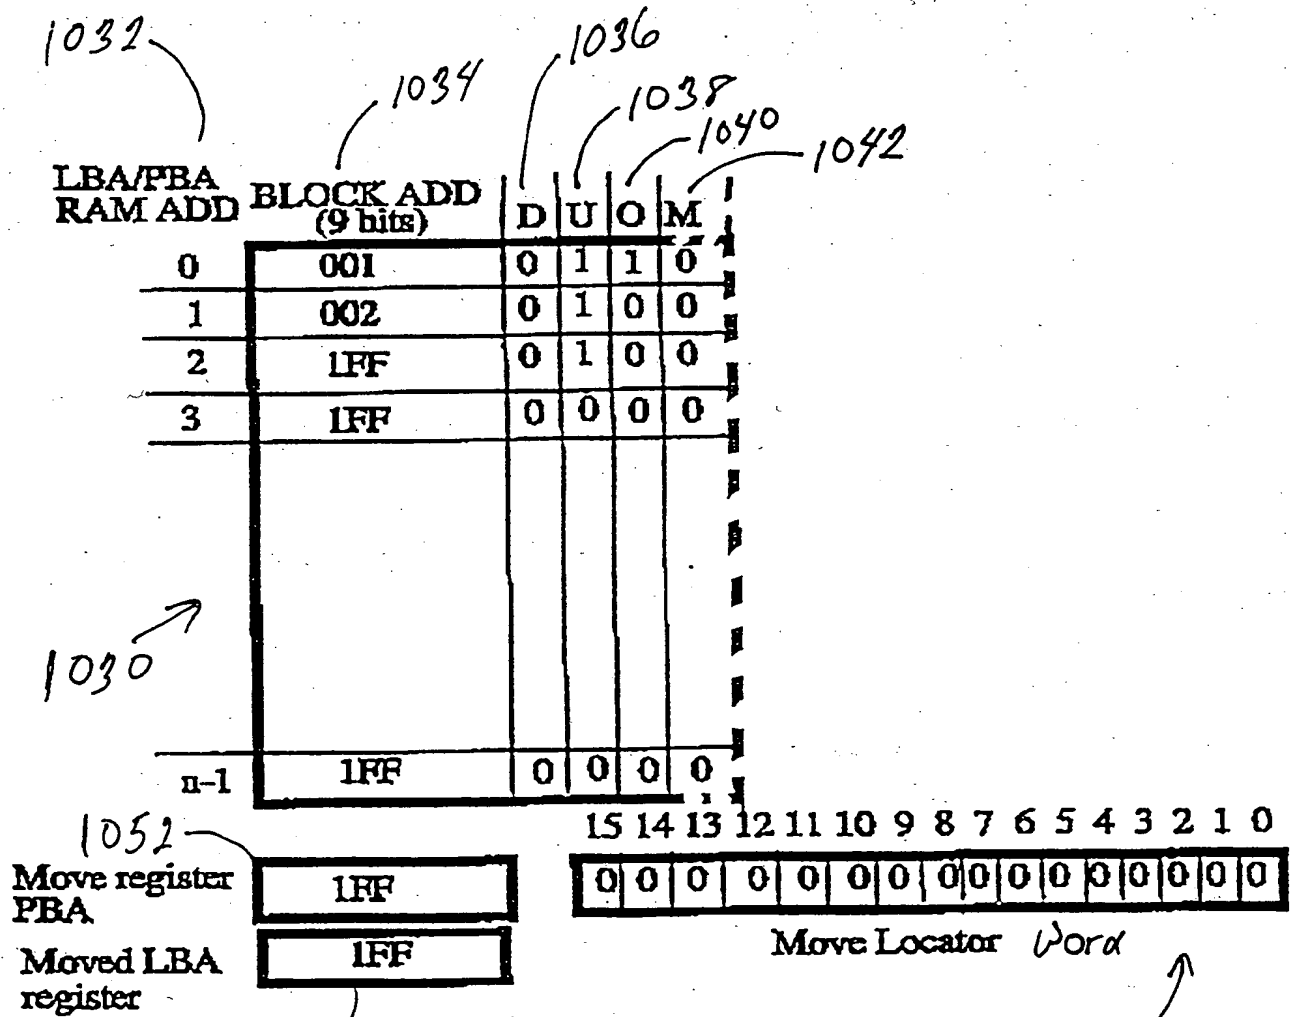 1032
1036
1034
1038
1040
1042
LBA/PBA
RAM ADD
BLOCK ADD
(9 bits)
D U O M
0 001 0 1 1 0
1 002 0 1 0 0
2 1FF 0 1 0 0
3 1FF 0 0 0 0
1030
n-1 1FF 0 0 0 0
1052
15 14 13 12 11 10 9 8 7 6 5 4 3 2 1 0
Move register
PBA
1FF
0 0 0 0 0 0 0 0 0 0 0 0 0 0 0 0
Move Locator Word
Moved LBA
register
1FF